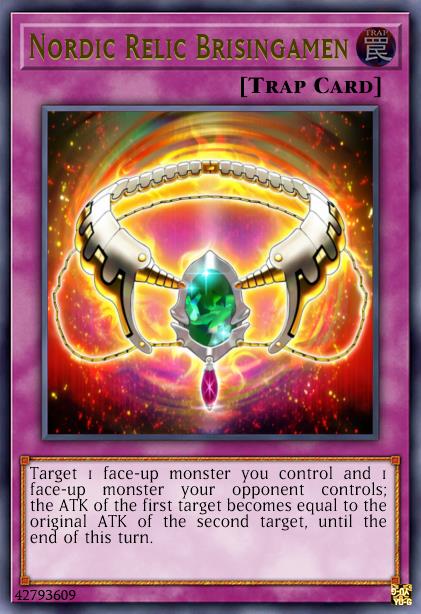 Nordic Relic Brisingamen
TRAP
罠
[Trap Card]
Target 1 face-up monster you control and 1
face-up monster your opponent controls;
the ATK of the first target becomes equal to the
original ATK of the second target, until the
end of this turn.
42793609